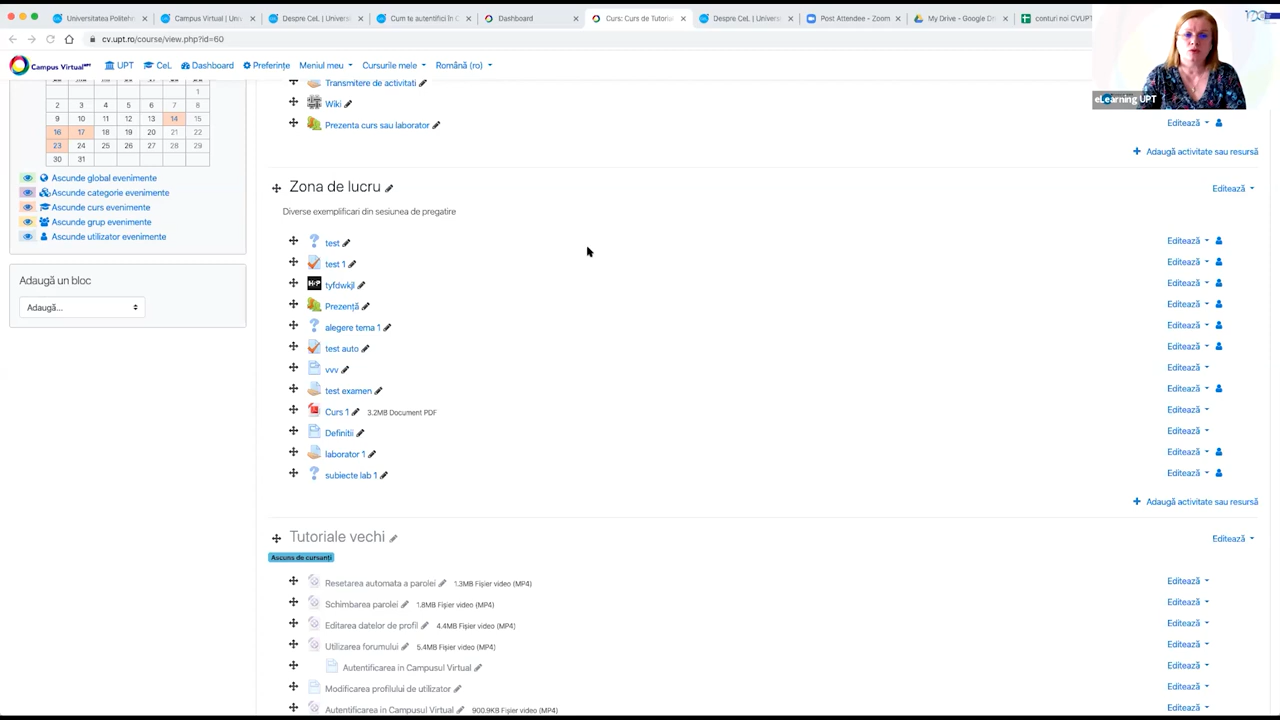 Universitatea Politehn
Campus Virtual | Uni
Despre CeL | Universi
Cum te autentifici în C
Dashboard
Curs: Curs de Tutoria
Despre CeL | Universi
Post Attendee - Zoom
My Drive - Google D
conturi noi CVUPT
cv.upt.ro/course/view.php?id=60
eLearning UPT
Campus Virtual UPT
UPT
CeL
Dashboard
Preferințe
Meniul meu
Cursurile mele
Română (ro)
1
2 3 4 5 6 7 8
9 10 11 12 13 14 15
16 17 18 19 20 21 22
23 24 25 26 27 28 29
30 31
Ascunde global evenimente
Ascunde categorie evenimente
Ascunde curs evenimente
Ascunde grup evenimente
Ascunde utilizator evenimente
Adaugă un bloc
Adaugă...
Transmitere de activitati
Wiki
Prezenta curs sau laborator Editează
+ Adaugă activitate sau resursă
Zona de lucru Editează
Diverse exemplificari din sesiunea de pregatire
test Editează
test 1 Editează
H-P tyfdwkjl Editează
Prezență Editează
alegere tema 1 Editează
test auto Editează
vvv Editează
test examen Editează
Curs 1 3.2MB Document PDF Editează
Definitii Editează
laborator 1 Editează
subiecte lab 1 Editează
+ Adaugă activitate sau resursă
Tutoriale vechi Editează
Ascuns de cursanți
Resetarea automata a parolei 1.3MB Fișier video (MP4) Editează
Schimbarea parolei 1.8MB Fișier video (MP4) Editează
Editarea datelor de profil 4.4MB Fișier video (MP4) Editează
Utilizarea forumului 5.4MB Fișier video (MP4) Editează
Autentificarea in Campusul Virtual Editează
Modificarea profilului de utilizator Editează
Autentificarea in Campusul Virtual 900.9KB Fișier video (MP4) Editează